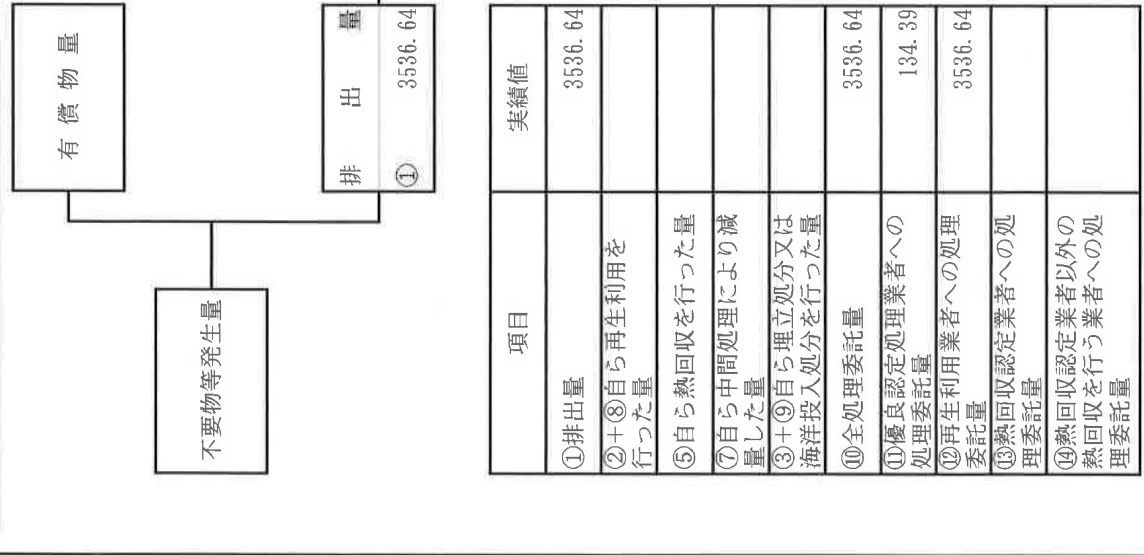 有償物量
排出量
① 3536.64
不要物等発生量
項目 実績値
①排出量 3536.64
②+⑧自ら再生利用を
行った量
⑤自ら熱回収を行った量
⑦自ら中間処理により減
量した量
③+⑨自ら埋立処分又は
海洋投入処分を行った量
⑩全処理委託量 3536.64
⑪優良認定処理業者への
処理委託量 134.39
⑫再生利用業者への処理
委託量 3536.64
⑬熱回収認定業者への処
理委託量
⑭熱回収認定業者以外の
熱回収を行う業者への処
理委託量